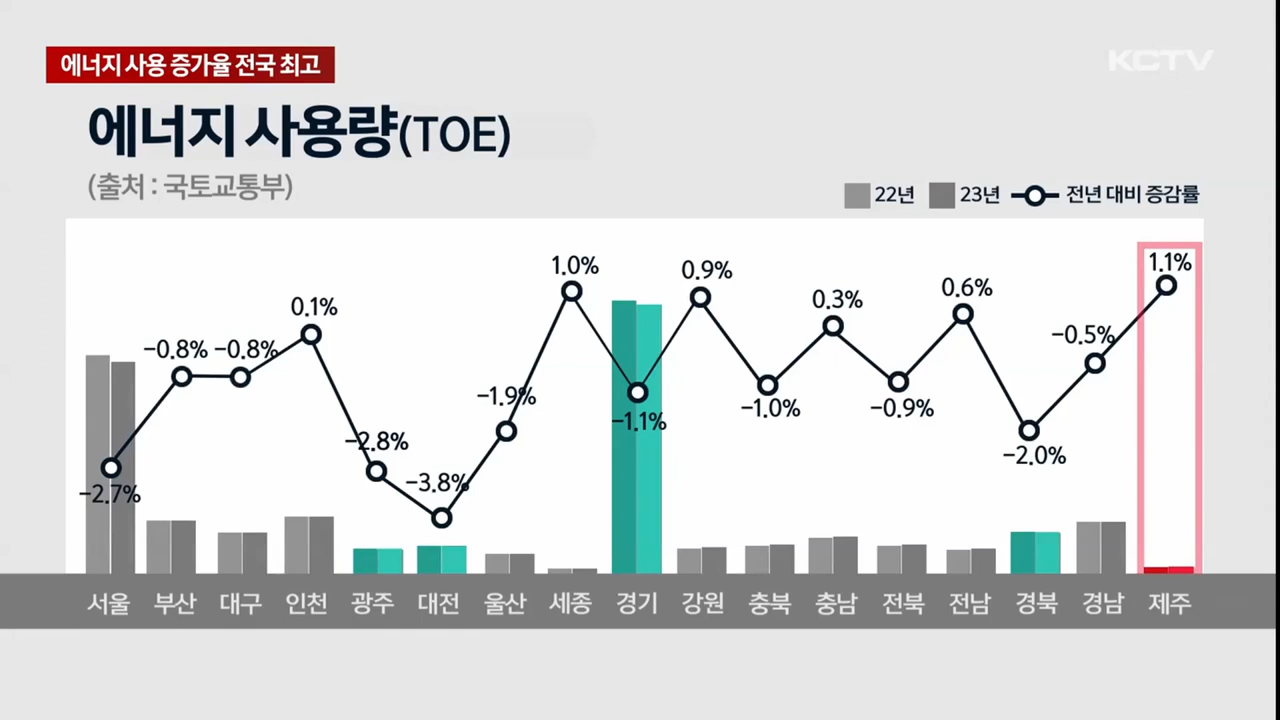 에너지 사용 증가율 전국 최고
KCTV
에너지 사용량(TOE)
(출처 : 국토교통부)
22년 23년 전년 대비 증감률
-2.7%
-0.8%
-0.8%
0.1%
-2.8%
-3.8%
-1.9%
1.0%
-1.1%
0.9%
-1.0%
0.3%
-0.9%
0.6%
-2.0%
-0.5%
1.1%
서울 부산 대구 인천 광주 대전 울산 세종 경기 강원 충북 충남 전북 전남 경북 경남 제주